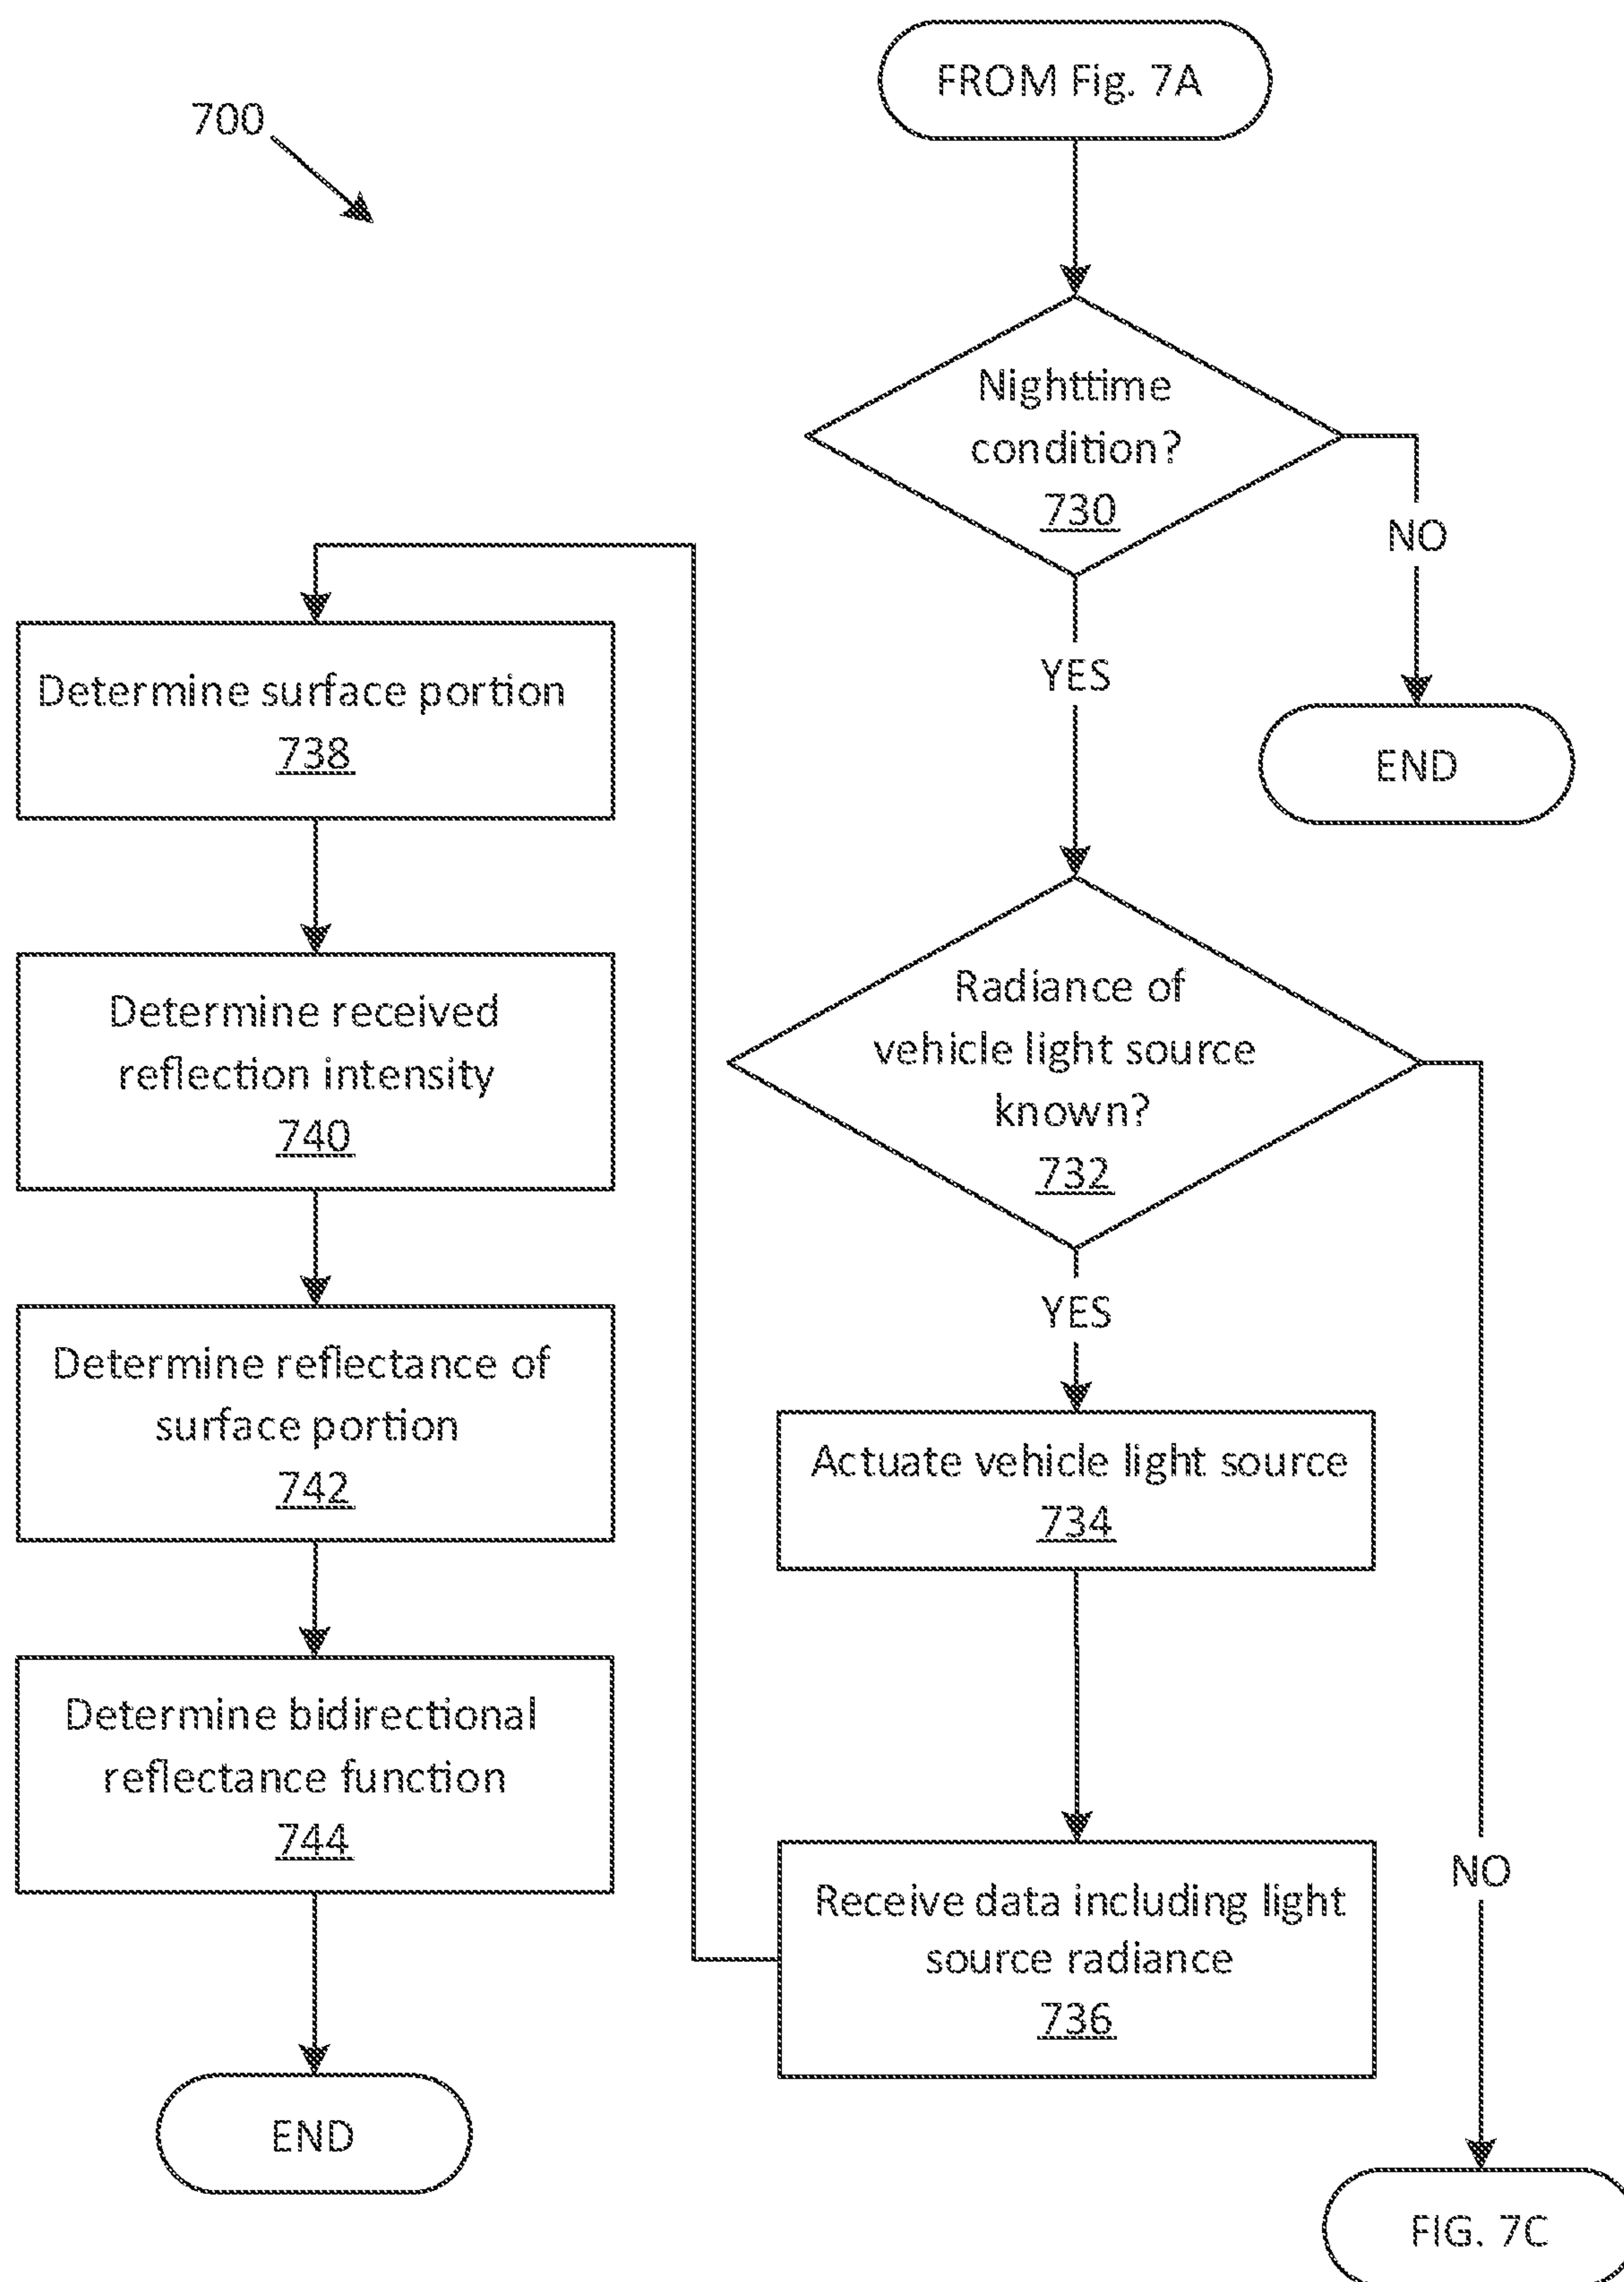 700
FROM Fig. 7A
Nighttime
condition?
730
NO
END
YES
Radiance of
vehicle light source
known?
732
YES
NO
Actuate vehicle light source
734
Receive data including light
source radiance
736
Determine surface portion
738
Determine received
reflection intensity
740
Determine reflectance of
surface portion
742
Determine bidirectional
reflectance function
744
END
FIG. 7C